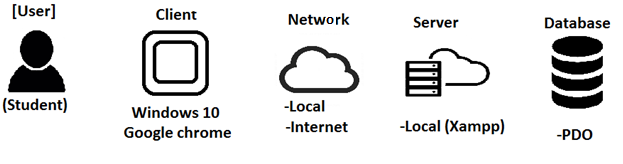 [User]
(Student)
Client
Windows 10
Google chrome
Network
-Local
-Internet
Server
-Local (Xampp)
Database
-PDO